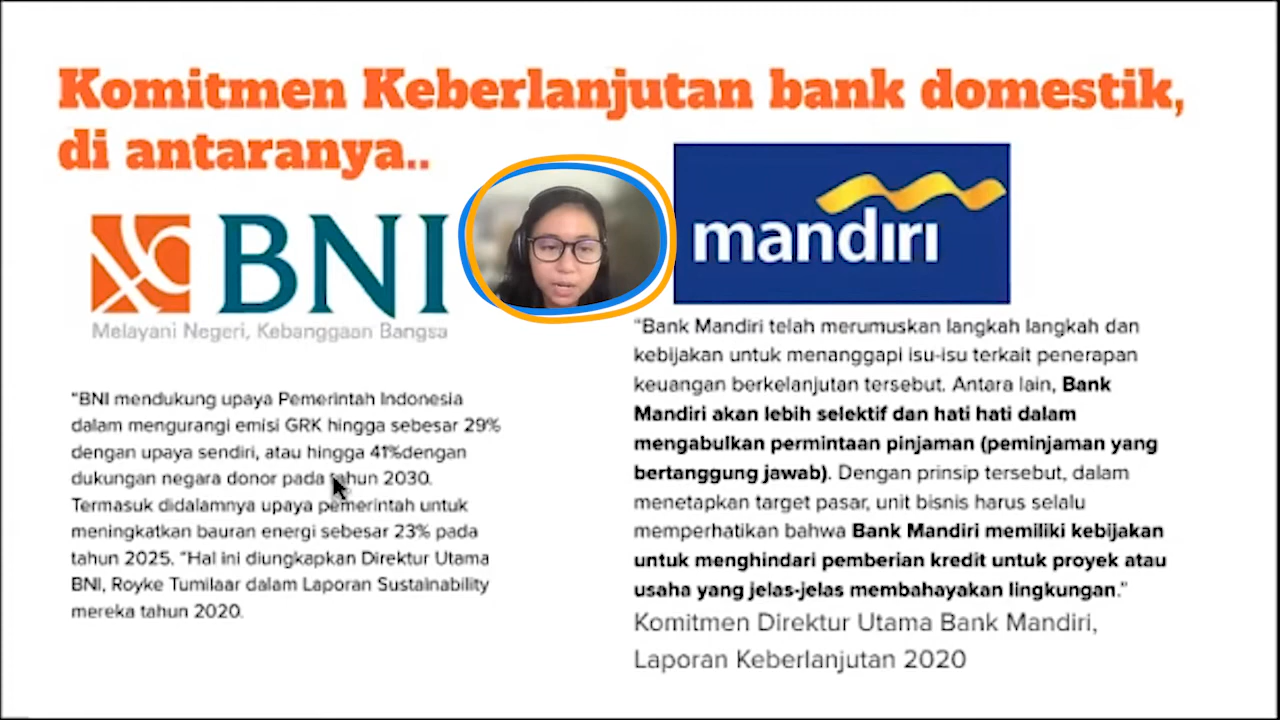 Komitmen Keberlanjutan bank domestik,
di antaranya..
BNI
Melayani Negeri, Kebanggaan Bangsa
"BNI mendukung upaya Pemerintah Indonesia
dalam mengurangi emisi GRK hingga sebesar 29%
dengan upaya sendiri, atau hingga 41%dengan
dukungan negara donor pada tahun 2030.
Termasuk didalamnya upaya pemerintah untuk
meningkatkan bauran energi sebesar 23% pada
tahun 2025. "Hal ini diungkapkan Direktur Utama
BNI, Royke Tumilaar dalam Laporan Sustainability
mereka tahun 2020.
mandiri
"Bank Mandiri telah merumuskan langkah langkah dan
kebijakan untuk menanggapi isu-isu terkait penerapan
keuangan berkelanjutan tersebut. Antara lain, Bank
Mandiri akan lebih selektif dan hati hati dalam
mengabulkan permintaan pinjaman (peminjaman yang
bertanggung jawab). Dengan prinsip tersebut, dalam
menetapkan target pasar, unit bisnis harus selalu
memperhatikan bahwa Bank Mandiri memiliki kebijakan
untuk menghindari pemberian kredit untuk proyek atau
usaha yang jelas-jelas membahayakan lingkungan."
Komitmen Direktur Utama Bank Mandiri,
Laporan Keberlanjutan 2020